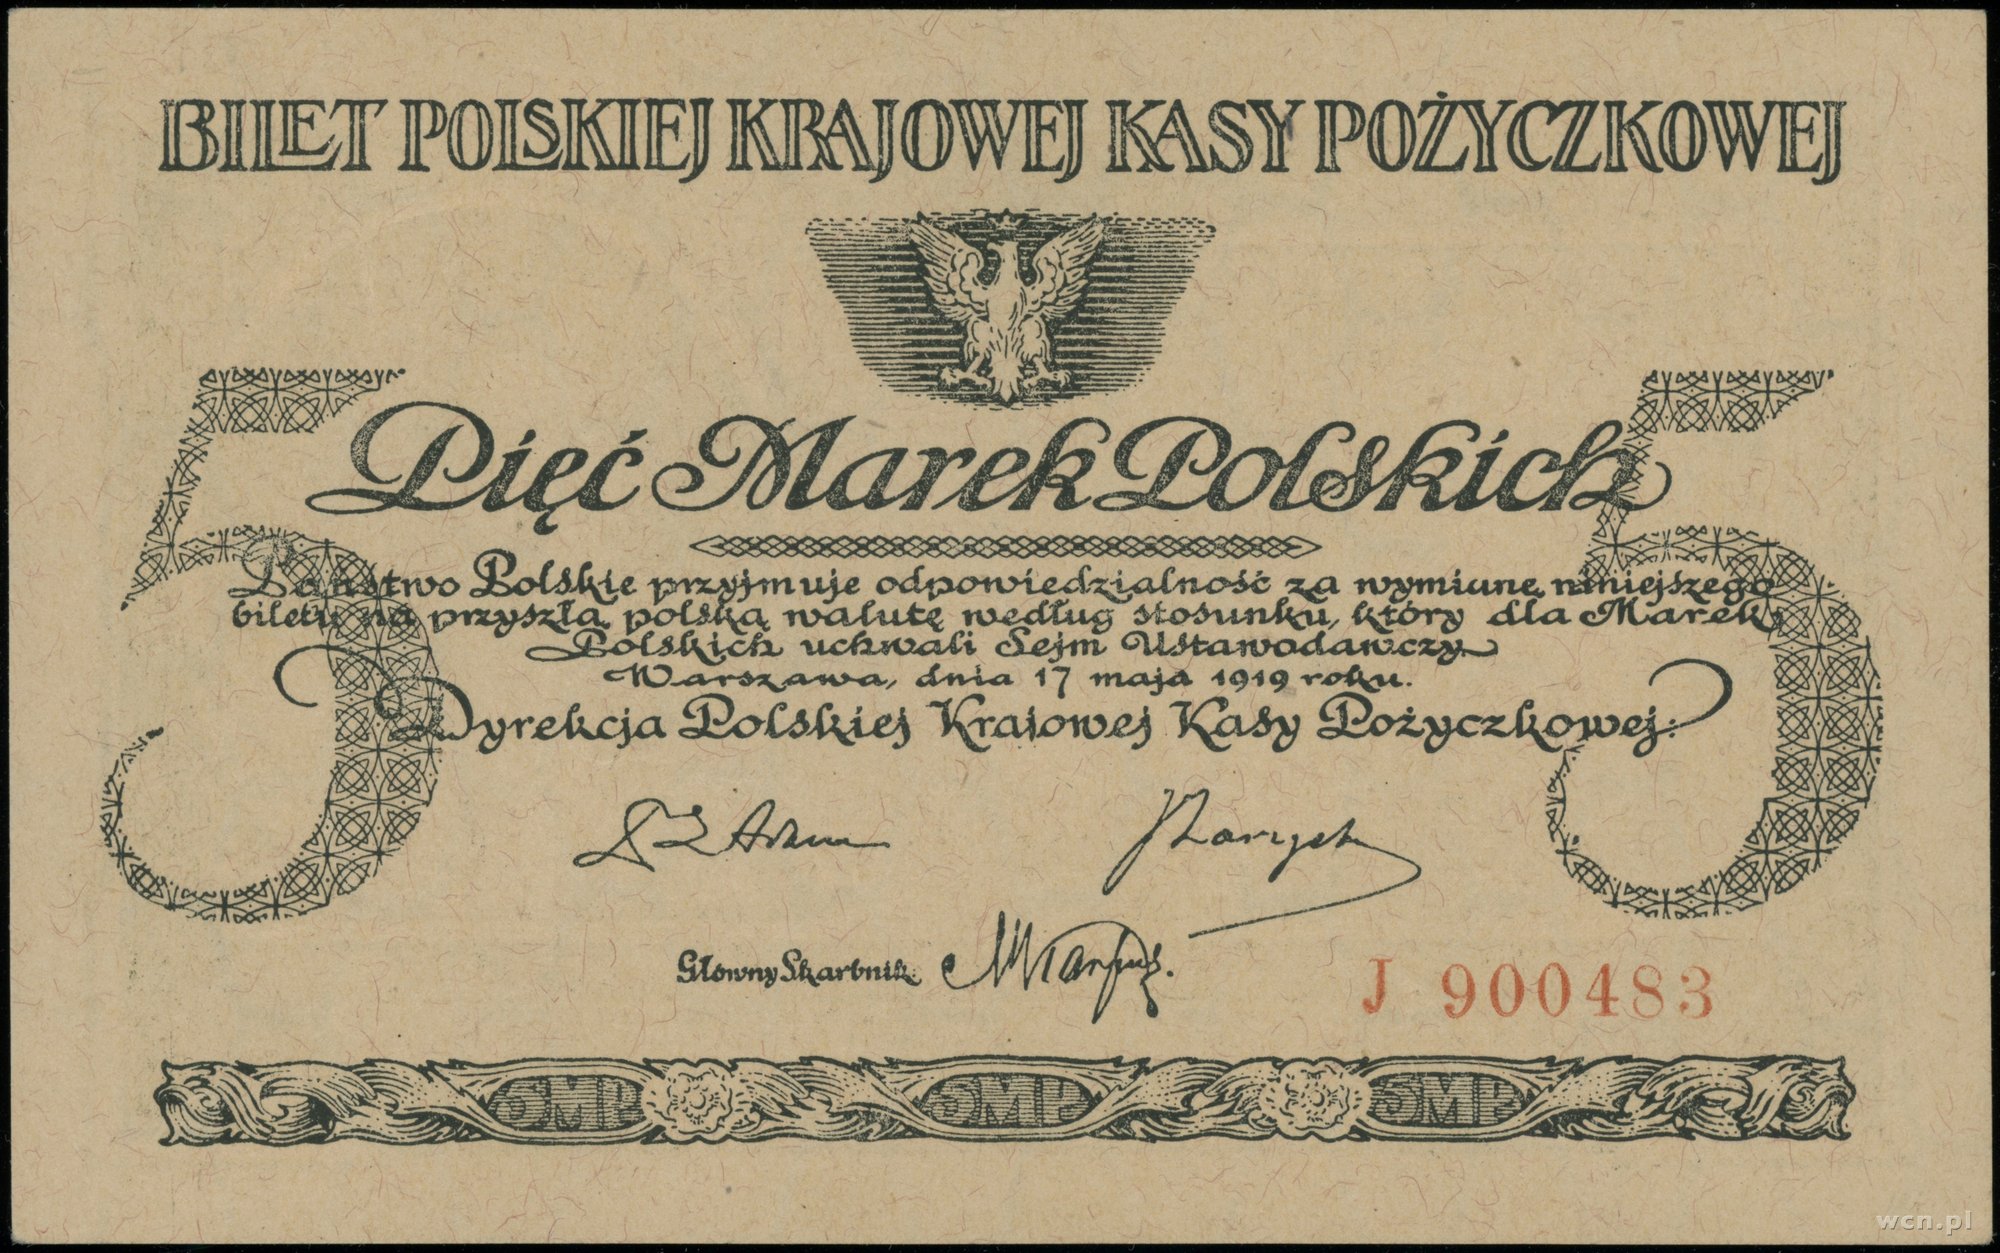 BILET POLSKIEJ KRAJOWEJ KASY POŻYCZKOWEJ
5 5
Pięć Marek Polskich
Państwo Polskie przyjmuje odpowiedzialność za wymianę niniejszego
biletu na przyszłą polską walutę według stosunku, który dla Marek
Polskich uchwali Sejm Ustawodawczy
Warszawa, dnia 17 maja 1919 roku.
Dyrekcja Polskiej Krajowej Kasy Pożyczkowej:
Główny Skarbnik
J 900483
5MP 5MP 5MP
wcn.pl